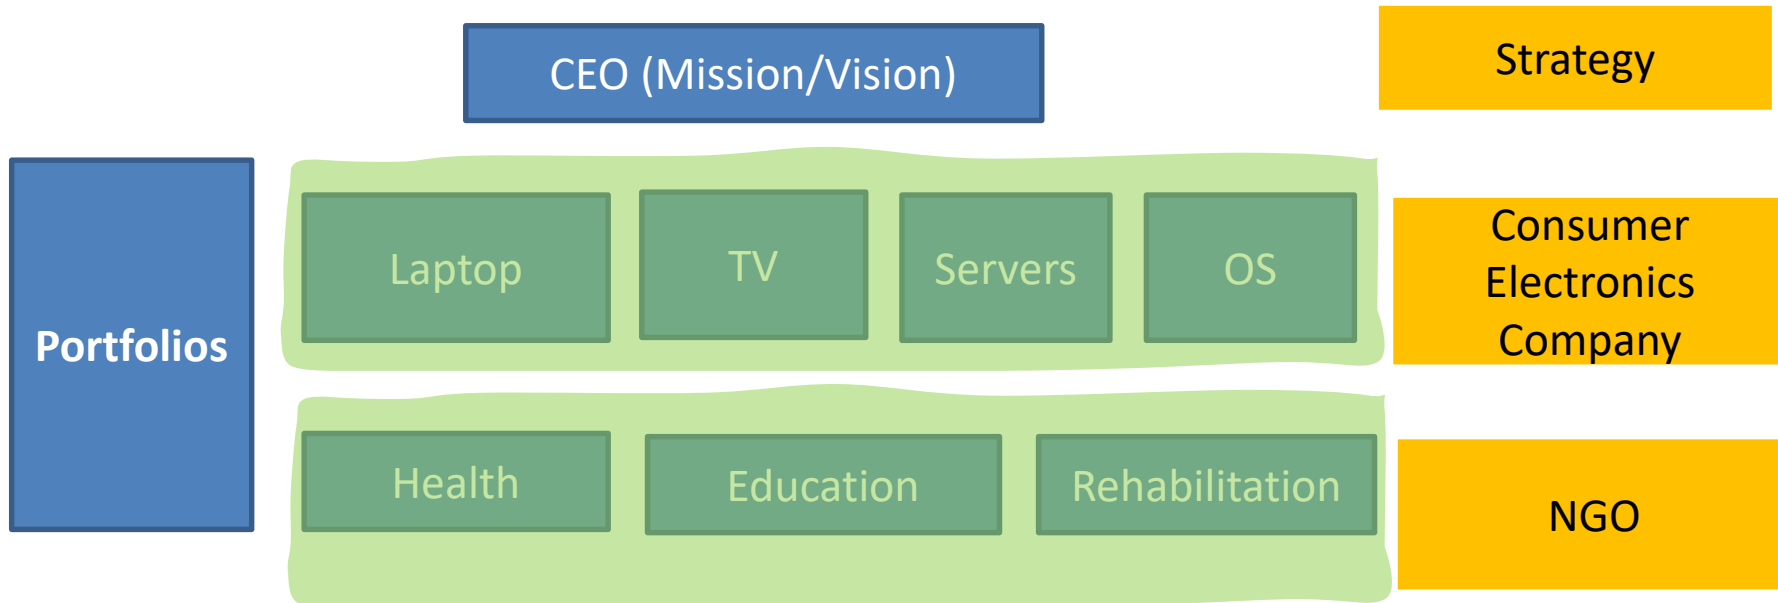 CEO (Mission/Vision)
Strategy
Portfolios
Laptop
TV
Servers
OS
Consumer
Electronics
Company
Health
Education
Rehabilitation
NGO